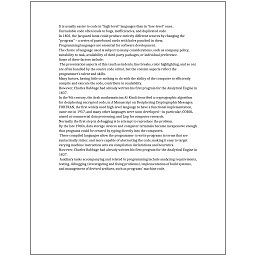 It is usually easier to code in "high-level" languages than in "low-level" ones.
Unreadable code often leads to bugs, inefficiencies, and duplicated code.
In 1801, the Jacquard loom could produce entirely different weaves by changing the
"program" – a series of pasteboard cards with holes punched in them.
Programming languages are essential for software development.
The choice of language used is subject to many considerations, such as company policy,
suitability to task, availability of third-party packages, or individual preference.
Some of these factors include:
The presentation aspects of this (such as indents, line breaks, color highlighting, and so on)
are often handled by the source code editor, but the content aspects reflect the
programmer's talent and skills.
Many factors, having little or nothing to do with the ability of the computer to efficiently
compile and execute the code, contribute to readability.
However, Charles Babbage had already written his first program for the Analytical Engine in
1837.
In the 9th century, the Arab mathematician Al-Kindi described a cryptographic algorithm
for deciphering encrypted code, in A Manuscript on Deciphering Cryptographic Messages.
FORTRAN, the first widely used high-level language to have a functional implementation,
came out in 1957, and many other languages were soon developed—in particular, COBOL
aimed at commercial data processing, and Lisp for computer research.
Normally the first step in debugging is to attempt to reproduce the problem.
By the late 1960s, data storage devices and computer terminals became inexpensive enough
that programs could be created by typing directly into the computers.
These compiled languages allow the programmer to write programs in terms that are
syntactically richer, and more capable of abstracting the code, making it easy to target
varying machine instruction sets via compilation declarations and heuristics.
However, Charles Babbage had already written his first program for the Analytical Engine in
1837.
Auxiliary tasks accompanying and related to programming include analyzing requirements,
testing, debugging (investigating and fixing problems), implementation of build systems,
and management of derived artifacts, such as programs' machine code.